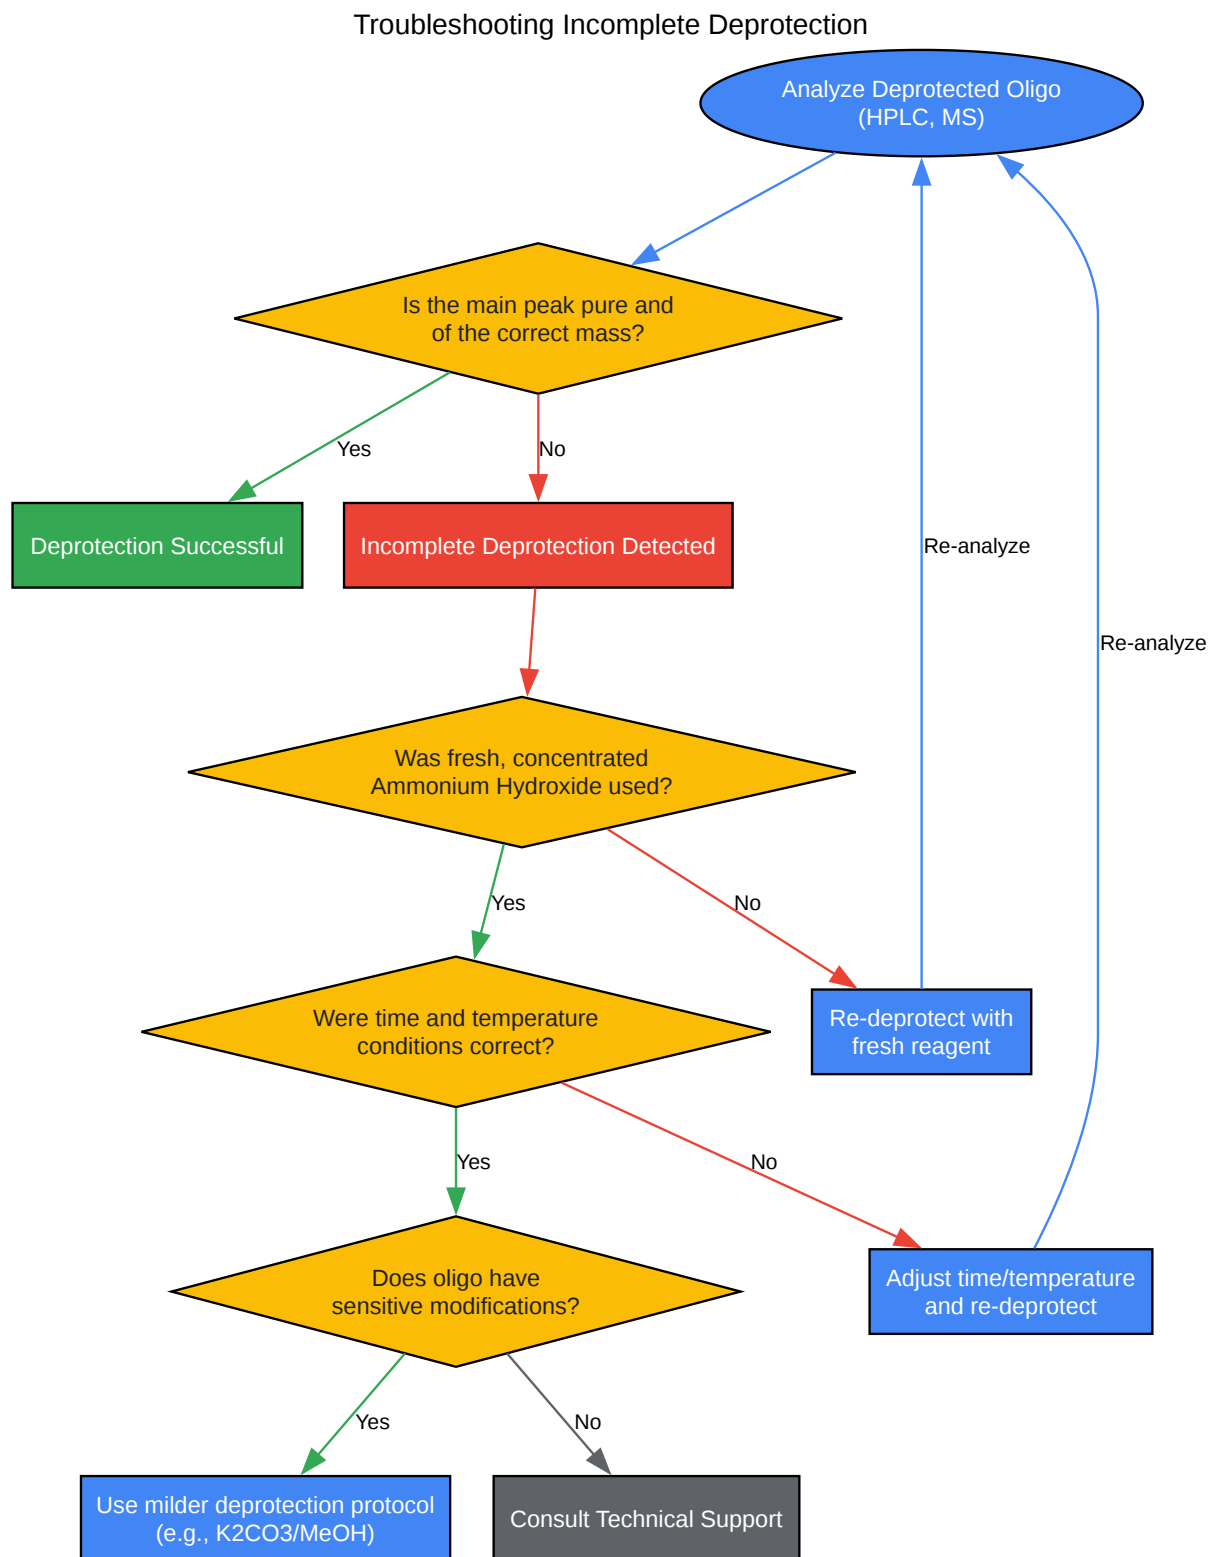 Troubleshooting Incomplete Deprotection
Analyze Deprotected Oligo
(HPLC, MS)
Is the main peak pure and
of the correct mass?
Yes
No
Deprotection Successful
Incomplete Deprotection Detected
Re-analyze
Re-analyze
Was fresh, concentrated
Ammonium Hydroxide used?
Yes
No
Were time and temperature
conditions correct?
Re-deprotect with
fresh reagent
Yes
No
Does oligo have
sensitive modifications?
Adjust time/temperature
and re-deprotect
Yes
No
Use milder deprotection protocol
(e.g., K2CO3/MeOH)
Consult Technical Support